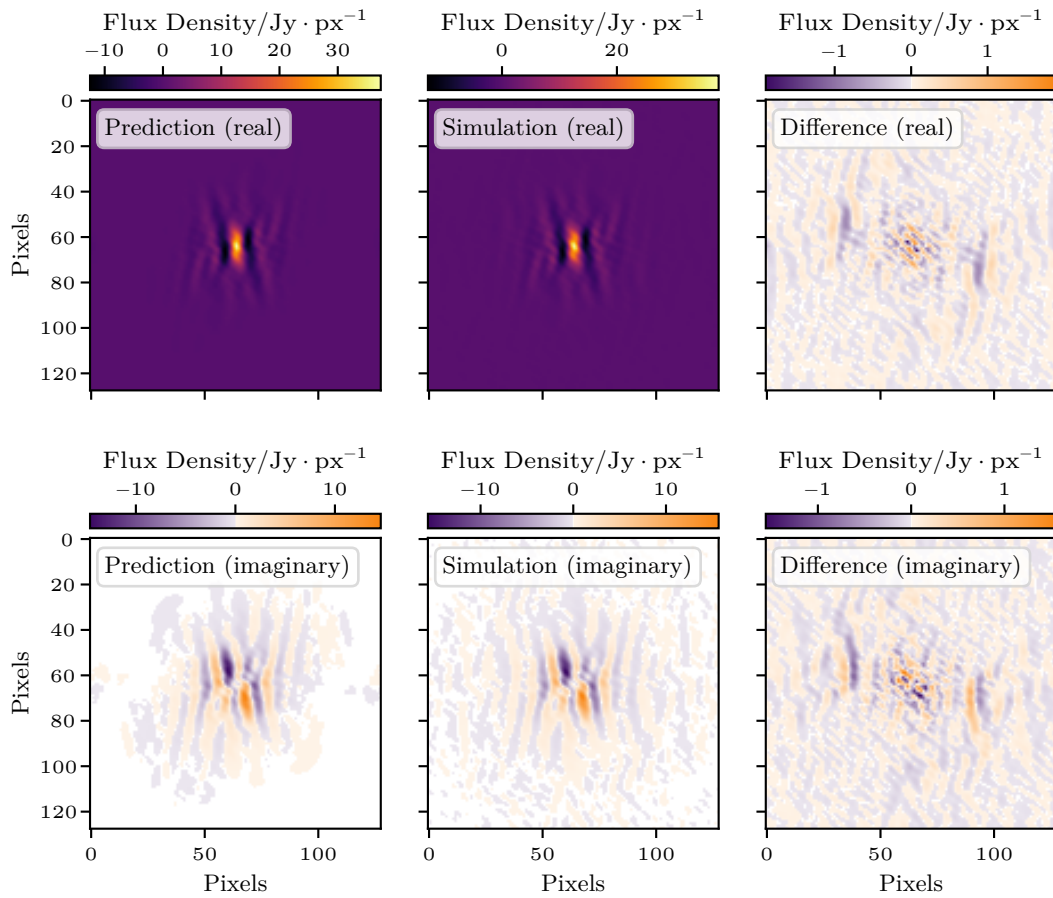 Flux Density/Jy · px⁻¹ Flux Density/Jy · px⁻¹ Flux Density/Jy · px⁻¹
−10 0 10 20 30 0 20 −1 0 1
Prediction (real) Simulation (real) Difference (real)
0
20
40
60
80
100
120
Pixels
Flux Density/Jy · px⁻¹ Flux Density/Jy · px⁻¹ Flux Density/Jy · px⁻¹
−10 0 10 −10 0 10 −1 0 1
Prediction (imaginary) Simulation (imaginary) Difference (imaginary)
0
20
40
60
80
100
120
Pixels
0 50 100 0 50 100 0 50 100
Pixels Pixels Pixels